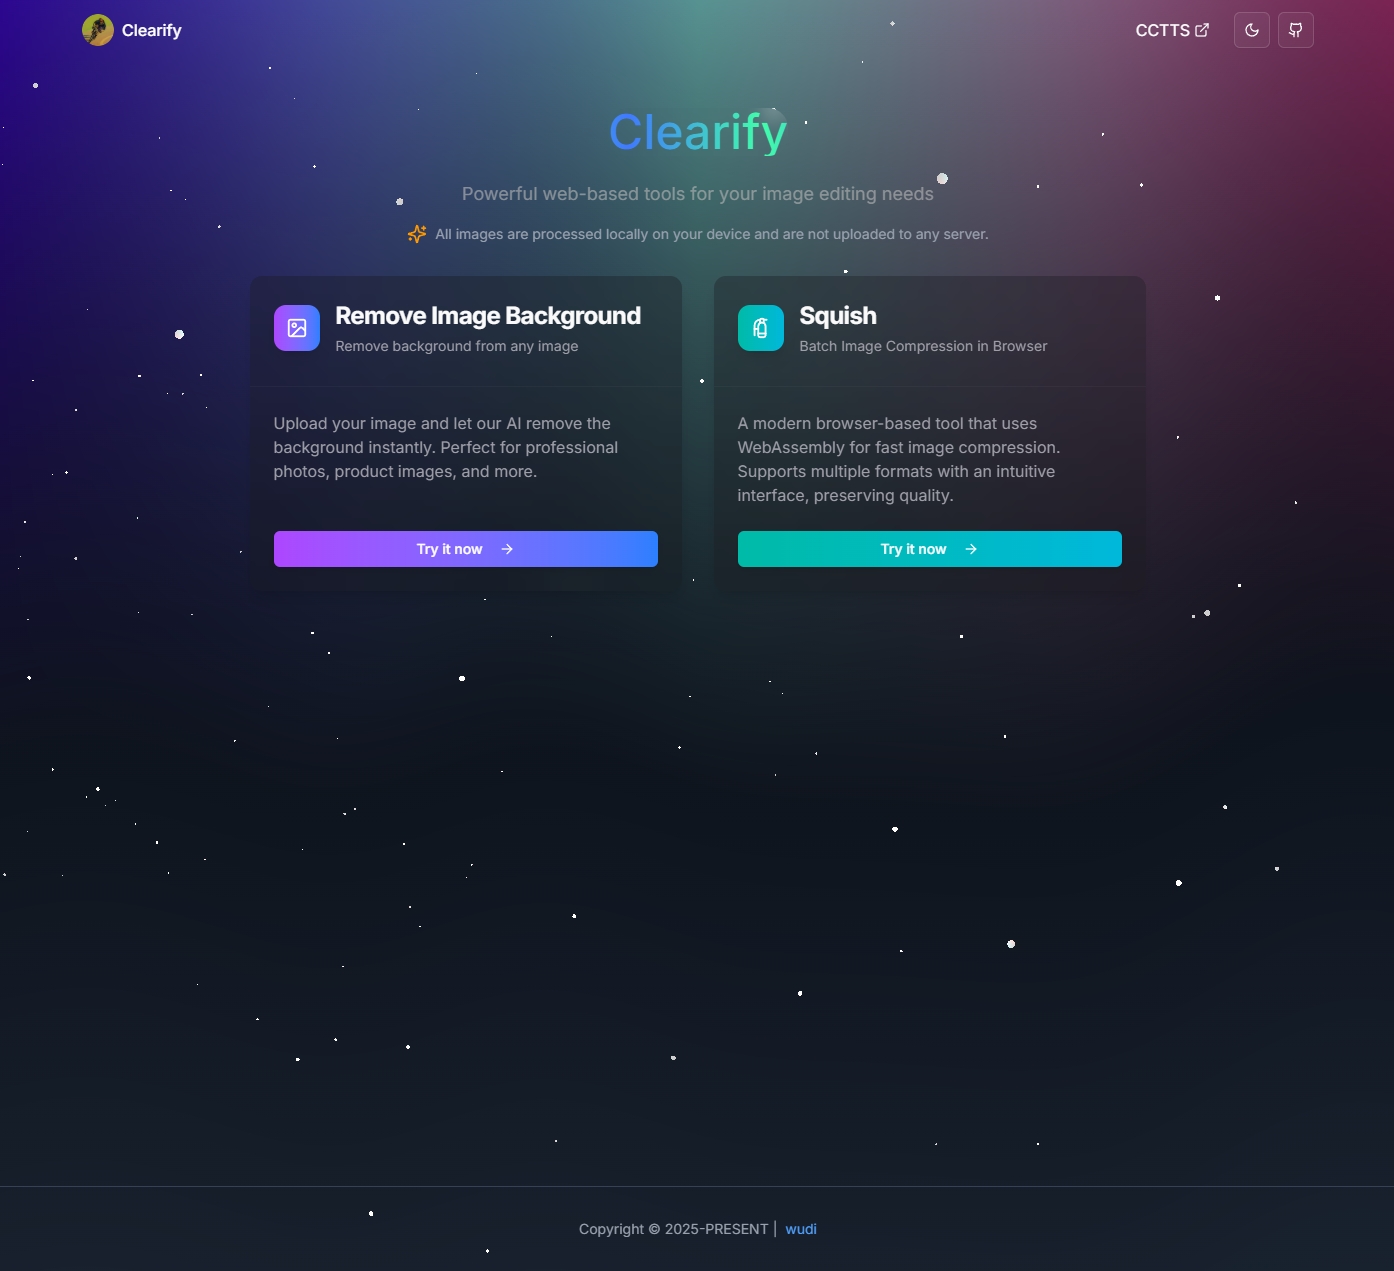 Clearify
CCTTS
Clearify
Powerful web-based tools for your image editing needs
All images are processed locally on your device and are not uploaded to any server.
Remove Image Background
Remove background from any image
Upload your image and let our AI remove the
background instantly. Perfect for professional
photos, product images, and more.
Try it now
Squish
Batch Image Compression in Browser
A modern browser-based tool that uses
WebAssembly for fast image compression.
Supports multiple formats with an intuitive
interface, preserving quality.
Try it now
Copyright © 2025-PRESENT | wudi